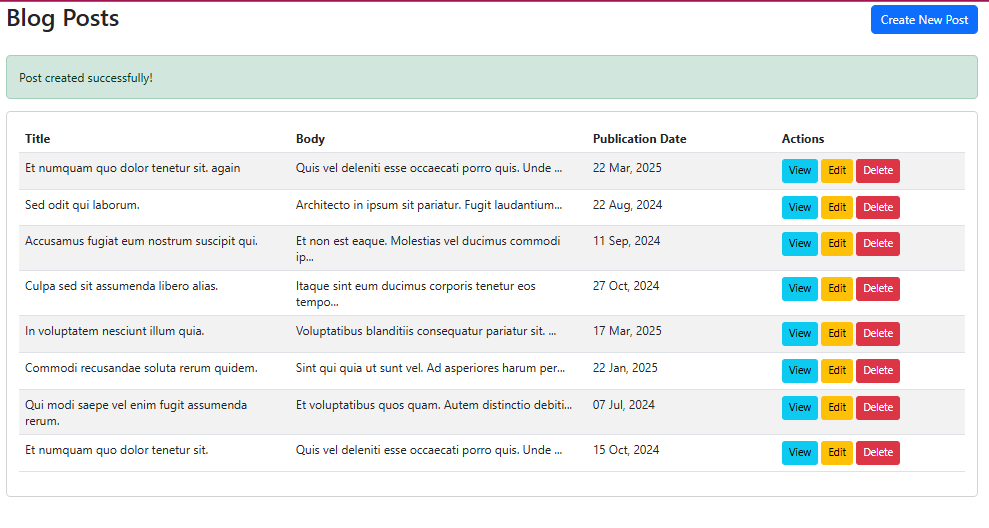 Blog Posts
Create New Post
Post created successfully!
Title Body Publication Date Actions
Et numquam quo dolor tenetur sit. again Quis vel deleniti esse occaecati porro quis. Unde ... 22 Mar, 2025 View Edit Delete
Sed odit qui laborum. Architecto in ipsum sit pariatur. Fugit laudantium... 22 Aug, 2024 View Edit Delete
Accusamus fugiat eum nostrum suscipit qui. Et non est eaque. Molestias vel ducimus commodi 11 Sep, 2024 View Edit Delete
ip...
Culpa sed sit assumenda libero alias. Itaque sint eum ducimus corporis tenetur eos 27 Oct, 2024 View Edit Delete
tempo...
In voluptatem nesciunt illum quia. Voluptatibus blanditiis consequatur pariatur sit. ... 17 Mar, 2025 View Edit Delete
Commodi recusandae soluta rerum quidem. Sint qui quia ut sunt vel. Ad asperiores harum per... 22 Jan, 2025 View Edit Delete
Qui modi saepe vel enim fugit assumenda Et voluptatibus quos quam. Autem distinctio debiti... 07 Jul, 2024 View Edit Delete
rerum.
Et numquam quo dolor tenetur sit. Quis vel deleniti esse occaecati porro quis. Unde ... 15 Oct, 2024 View Edit Delete